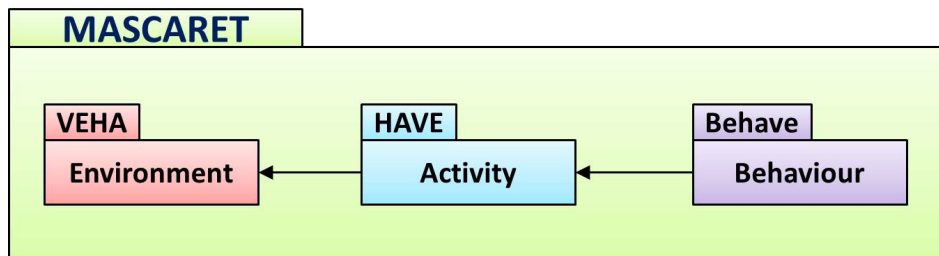 MASCARET
VEHA
Environment
HAVE
Activity
Behave
Behaviour